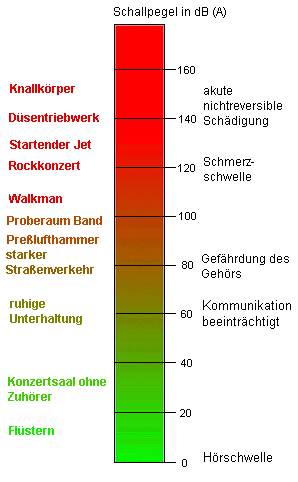 Schallpegel in dB (A)
160
Knallkörper
akute
nichtreversible
Schädigung
Düsentriebwerk
140
Startender Jet
Rockkonzert
120
Schmerz-
schwelle
Walkman
100
Proberaum Band
Preßlufthammer
starker
Straßenverkehr
80
Gefährdung des
Gehörs
ruhige
Unterhaltung
60
Kommunikation
beeinträchtigt
40
Konzertsaal ohne
Zuhörer
20
Flüstern
0
Hörschwelle